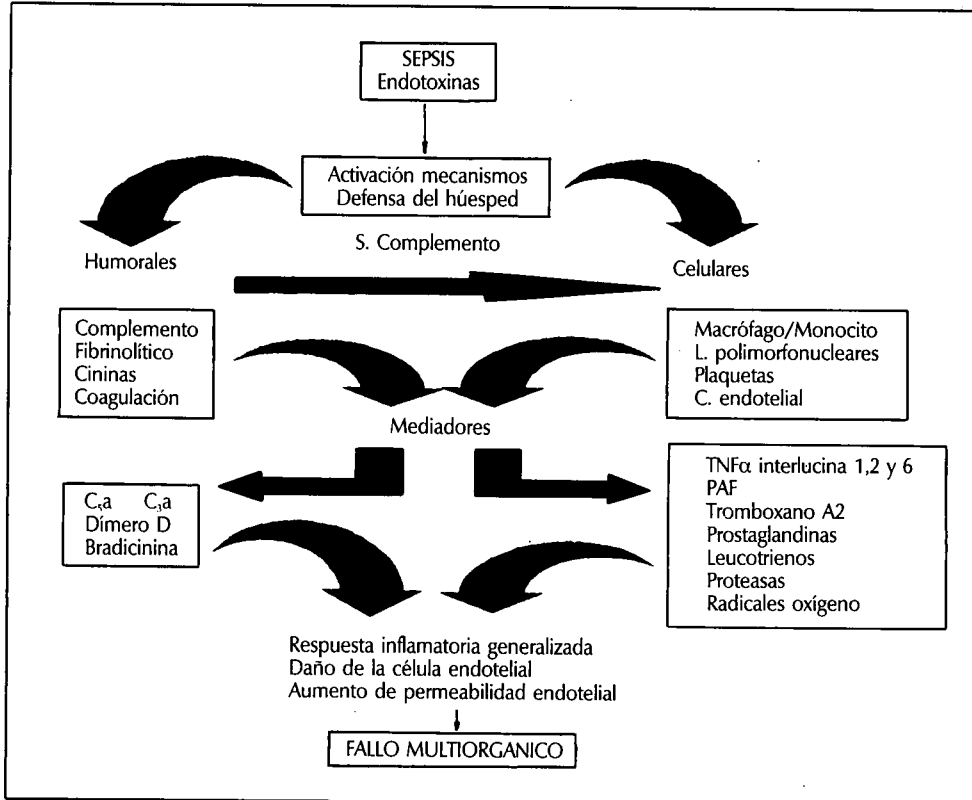 SEPSIS
Endotoxinas
Activación mecanismos
Defensa del húesped
S. Complemento
Humorales
Celulares
Complemento
Fibrinolítico
Cininas
Coagulación
Macrófago/Monocito
L. polimorfonucleares
Plaquetas
C. endotelial
Mediadores
C₅a C₃a
Dímero D
Bradicinina
TNFα interlucina 1,2 y 6
PAF
Tromboxano A2
Prostaglandinas
Leucotrienos
Proteasas
Radicales oxígeno
Respuesta inflamatoria generalizada
Daño de la célula endotelial
Aumento de permeabilidad endotelial
FALLO MULTIORGANICO